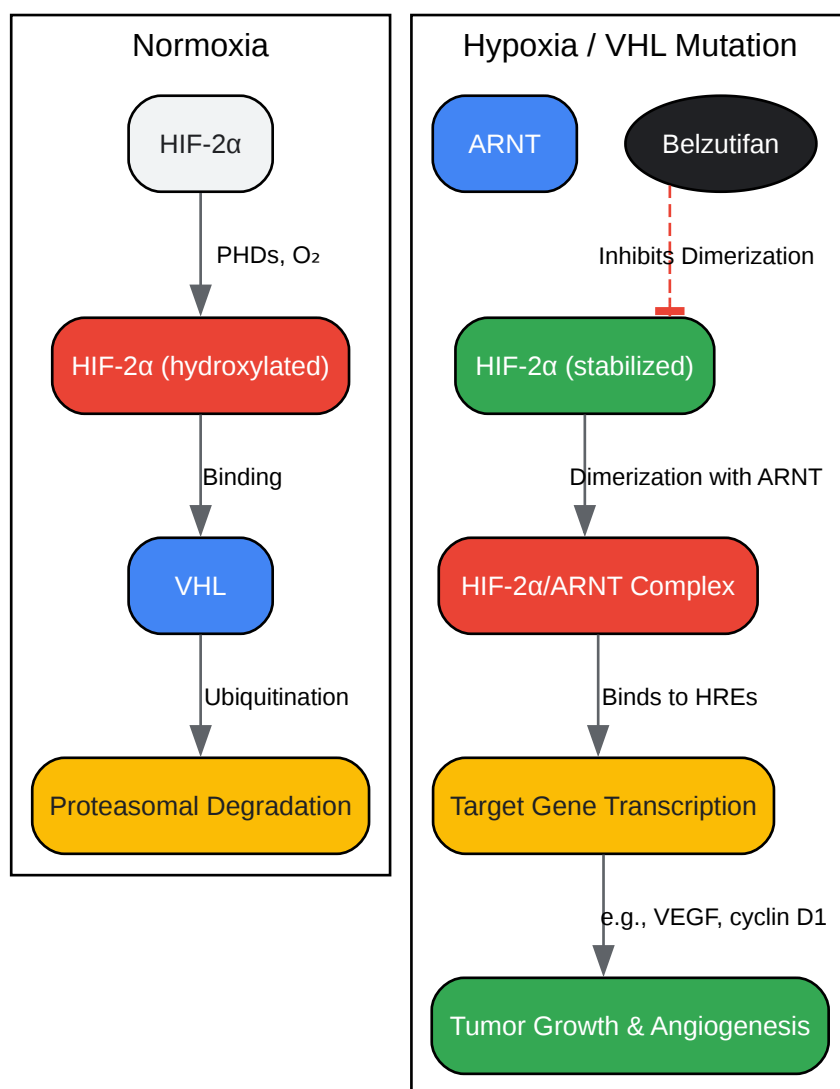 Normoxia
HIF-2α
PHDs, O₂
HIF-2α (hydroxylated)
Binding
VHL
Ubiquitination
Proteasomal Degradation
Hypoxia / VHL Mutation
ARNT
Belzutifan
Inhibits Dimerization
HIF-2α (stabilized)
Dimerization with ARNT
HIF-2α/ARNT Complex
Binds to HREs
Target Gene Transcription
e.g., VEGF, cyclin D1
Tumor Growth & Angiogenesis